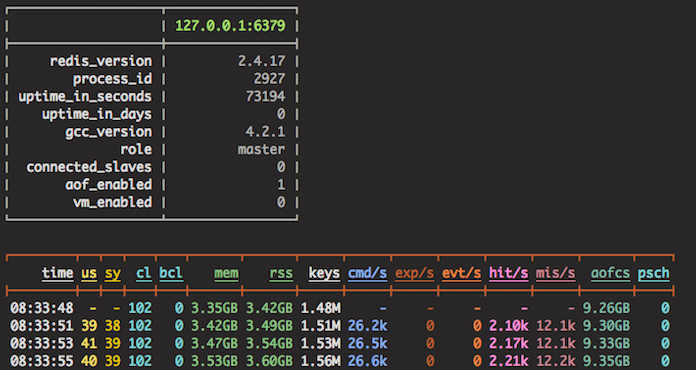 127.0.0.1:6379
redis_version 2.4.17
process_id 2927
uptime_in_seconds 73194
uptime_in_days 0
gcc_version 4.2.1
role master
connected_slaves 0
aof_enabled 1
vm_enabled 0
time us sy cl bcl mem rss keys cmd/s exp/s evt/s hit/s mis/s aofcs psch
08:33:48 - - 102 0 3.35GB 3.42GB 1.48M - - - - - 9.26GB 0
08:33:51 39 38 102 0 3.42GB 3.49GB 1.51M 26.2k 0 0 2.10k 12.1k 9.30GB 0
08:33:53 41 39 102 0 3.47GB 3.54GB 1.53M 26.5k 0 0 2.17k 12.1k 9.33GB 0
08:33:55 40 39 102 0 3.53GB 3.60GB 1.56M 26.6k 0 0 2.21k 12.2k 9.35GB 0